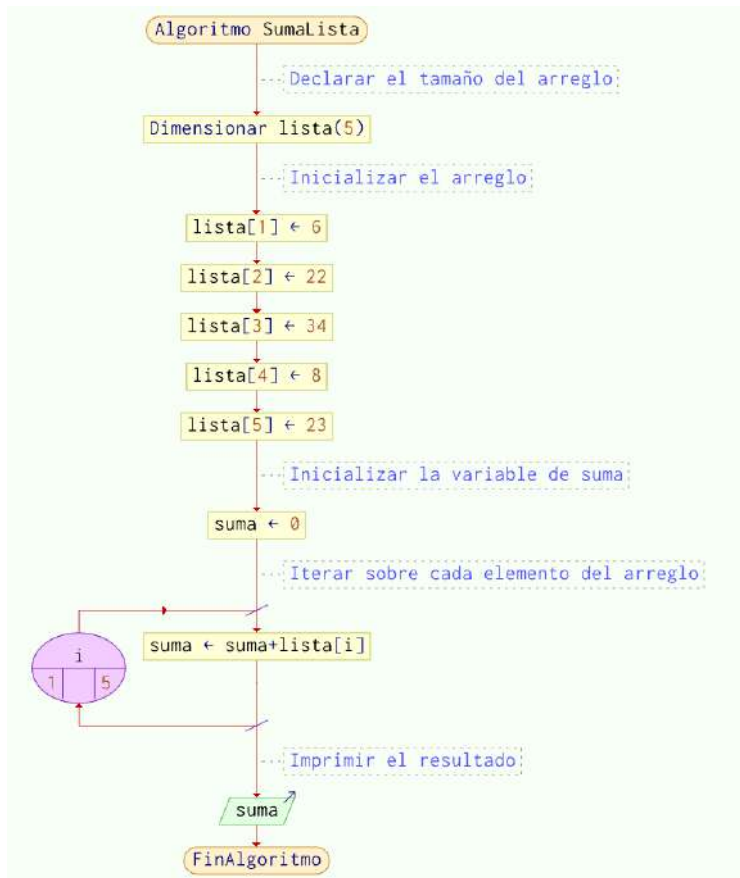 Algoritmo SumaLista
Declarar el tamaño del arreglo
Dimensionar lista(5)
Inicializar el arreglo
lista[1] ← 6
lista[2] ← 22
lista[3] ← 34
lista[4] ← 8
lista[5] ← 23
Inicializar la variable de suma
suma ← 0
Iterar sobre cada elemento del arreglo
suma ← suma+lista[i]
i
1 5
Imprimir el resultado
suma
FinAlgoritmo